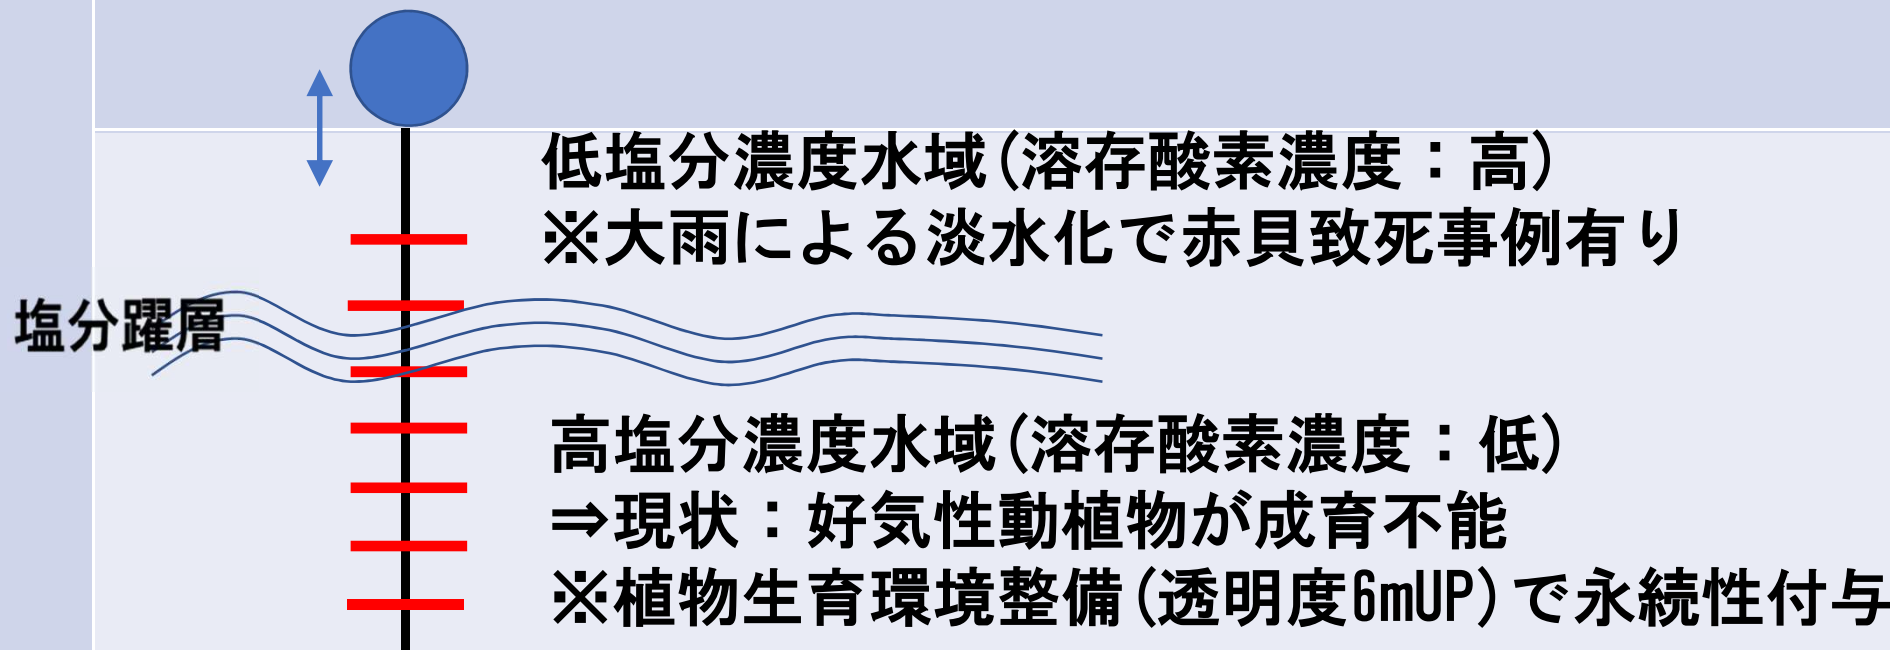 低塩分濃度水域(溶存酸素濃度：高)
※大雨による淡水化で赤貝致死事例有り
塩分躍層
高塩分濃度水域(溶存酸素濃度：低)
⇒現状：好気性動植物が成育不能
※植物生育環境整備(透明度6mUP)で永続性付与